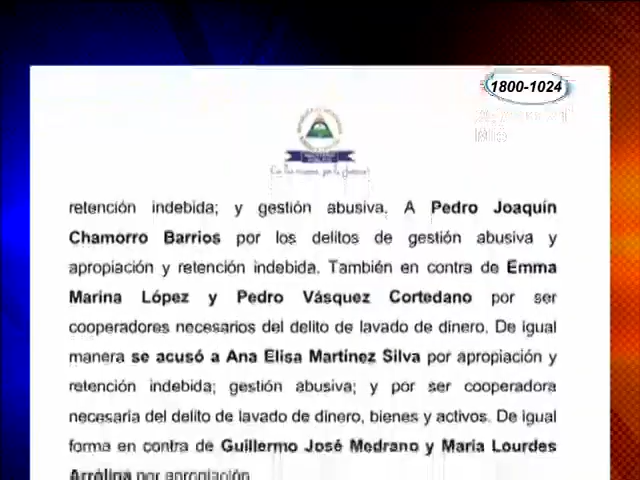 1800-1024
retención indebida; y gestión abusiva. A Pedro Joaquín
Chamorro Barrios por los delitos de gestión abusiva y
apropiación y retención indebida. También en contra de Emma
Marina López y Pedro Vásquez Cortedano por ser
cooperadores necesarios del delito de lavado de dinero. De igual
manera se acusó a Ana Elisa Martínez Silva por apropiación y
retención indebida; gestión abusiva; y por ser cooperadora
necesaria del delito de lavado de dinero, bienes y activos. De igual
forma en contra de Guillermo José Medrano y Maria Lourdes
por apropiación